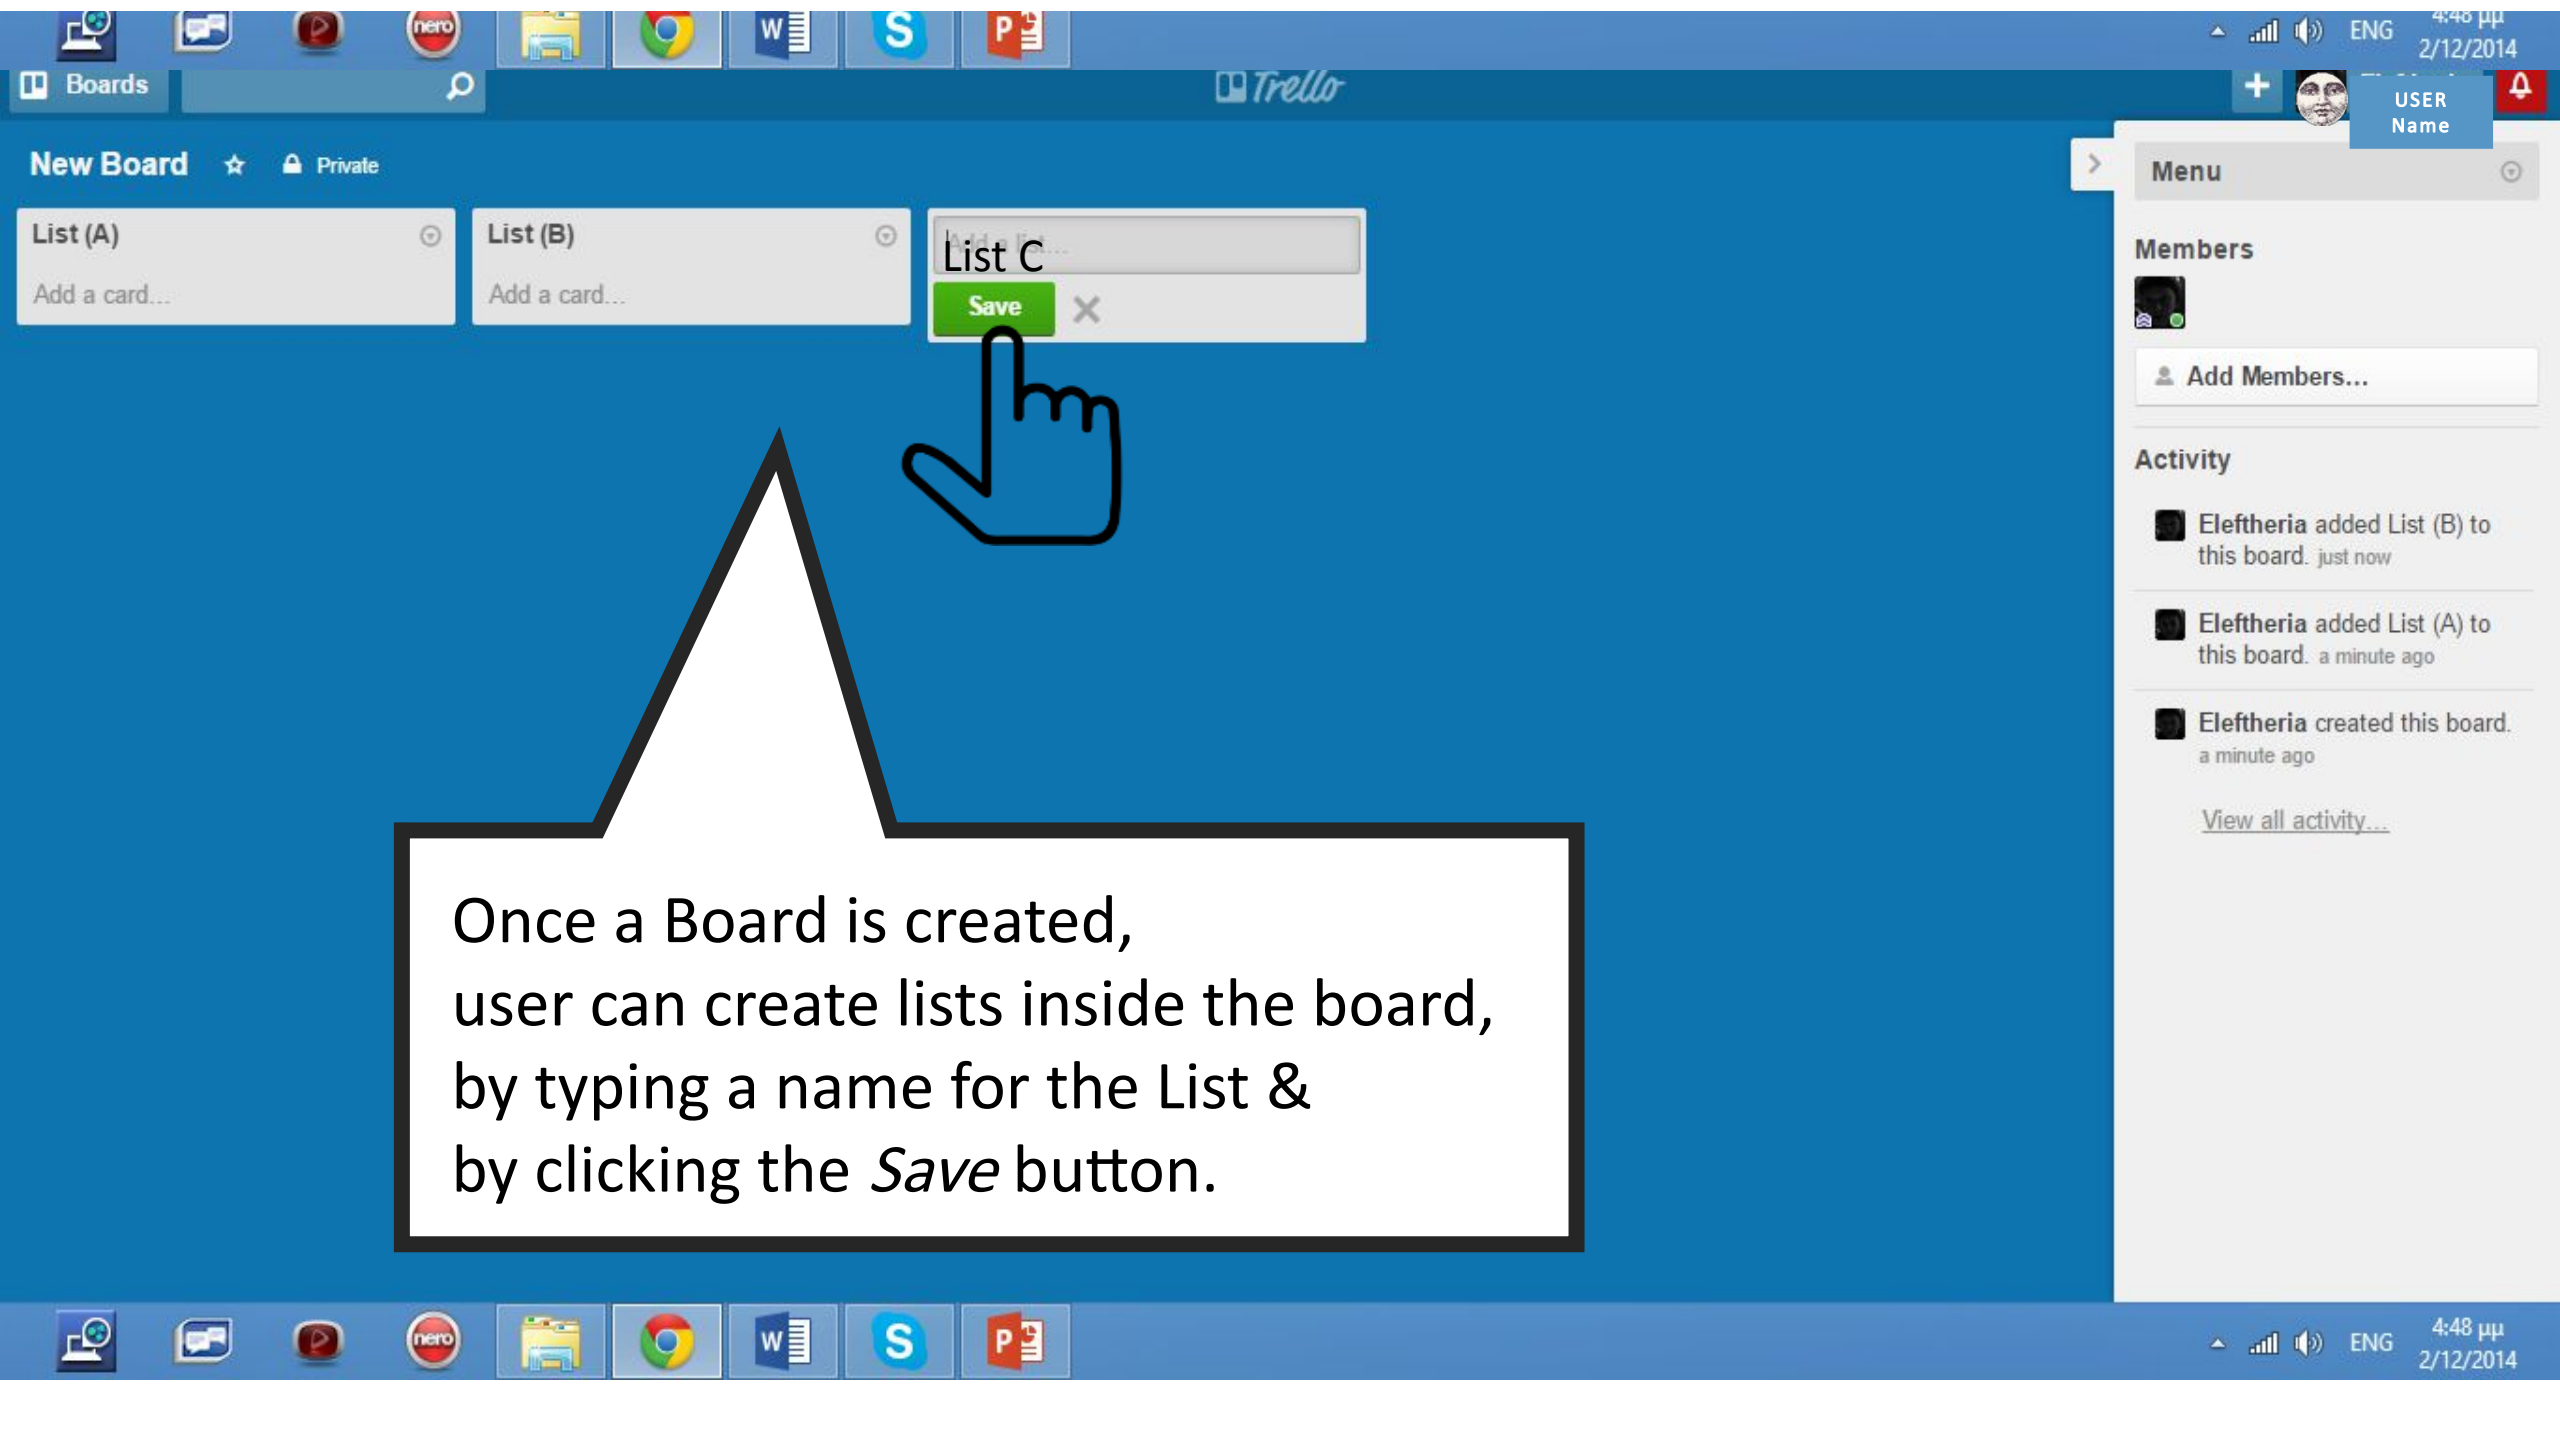 nero
W
S
P
ENG
4:48 μμ
2/12/2014
Boards
Trello
USER
Name
New Board
Private
Menu
List (A)
List (B)
List C
Members
Add a card...
Add a card...
Save
Add Members...
Activity
Eleftheria added List (B) to
this board. just now
Eleftheria added List (A) to
this board. a minute ago
Eleftheria created this board.
a minute ago
View all activity...
Once a Board is created,
user can create lists inside the board,
by typing a name for the List &
by clicking the Save button.
nero
W
S
P
ENG
4:48 μμ
2/12/2014